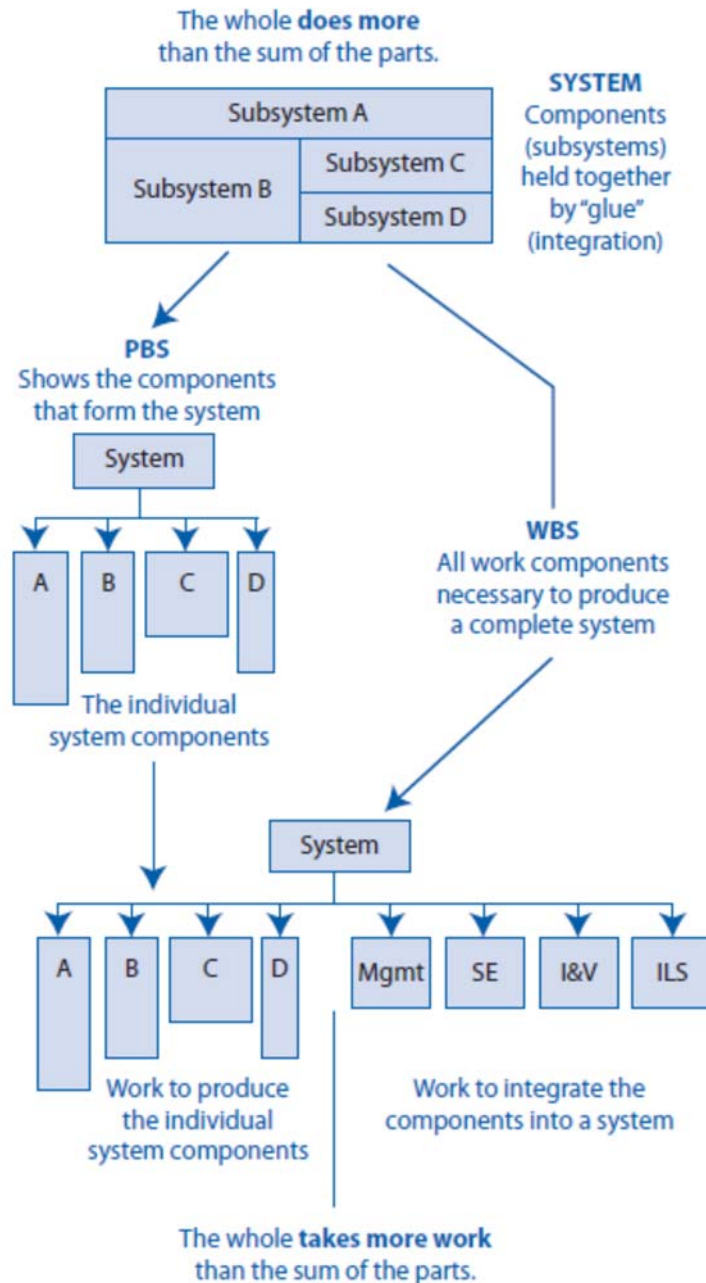 The whole does more
than the sum of the parts.
SYSTEM
Components
(subsystems)
held together
by "glue"
(integration)
Subsystem A
Subsystem B
Subsystem C
Subsystem D
PBS
Shows the components
that form the system
System
A B C D
The individual
system components
WBS
All work components
necessary to produce
a complete system
System
A B C D Mgmt SE I&V ILS
Work to produce
the individual
system components
Work to integrate the
components into a system
The whole takes more work
than the sum of the parts.